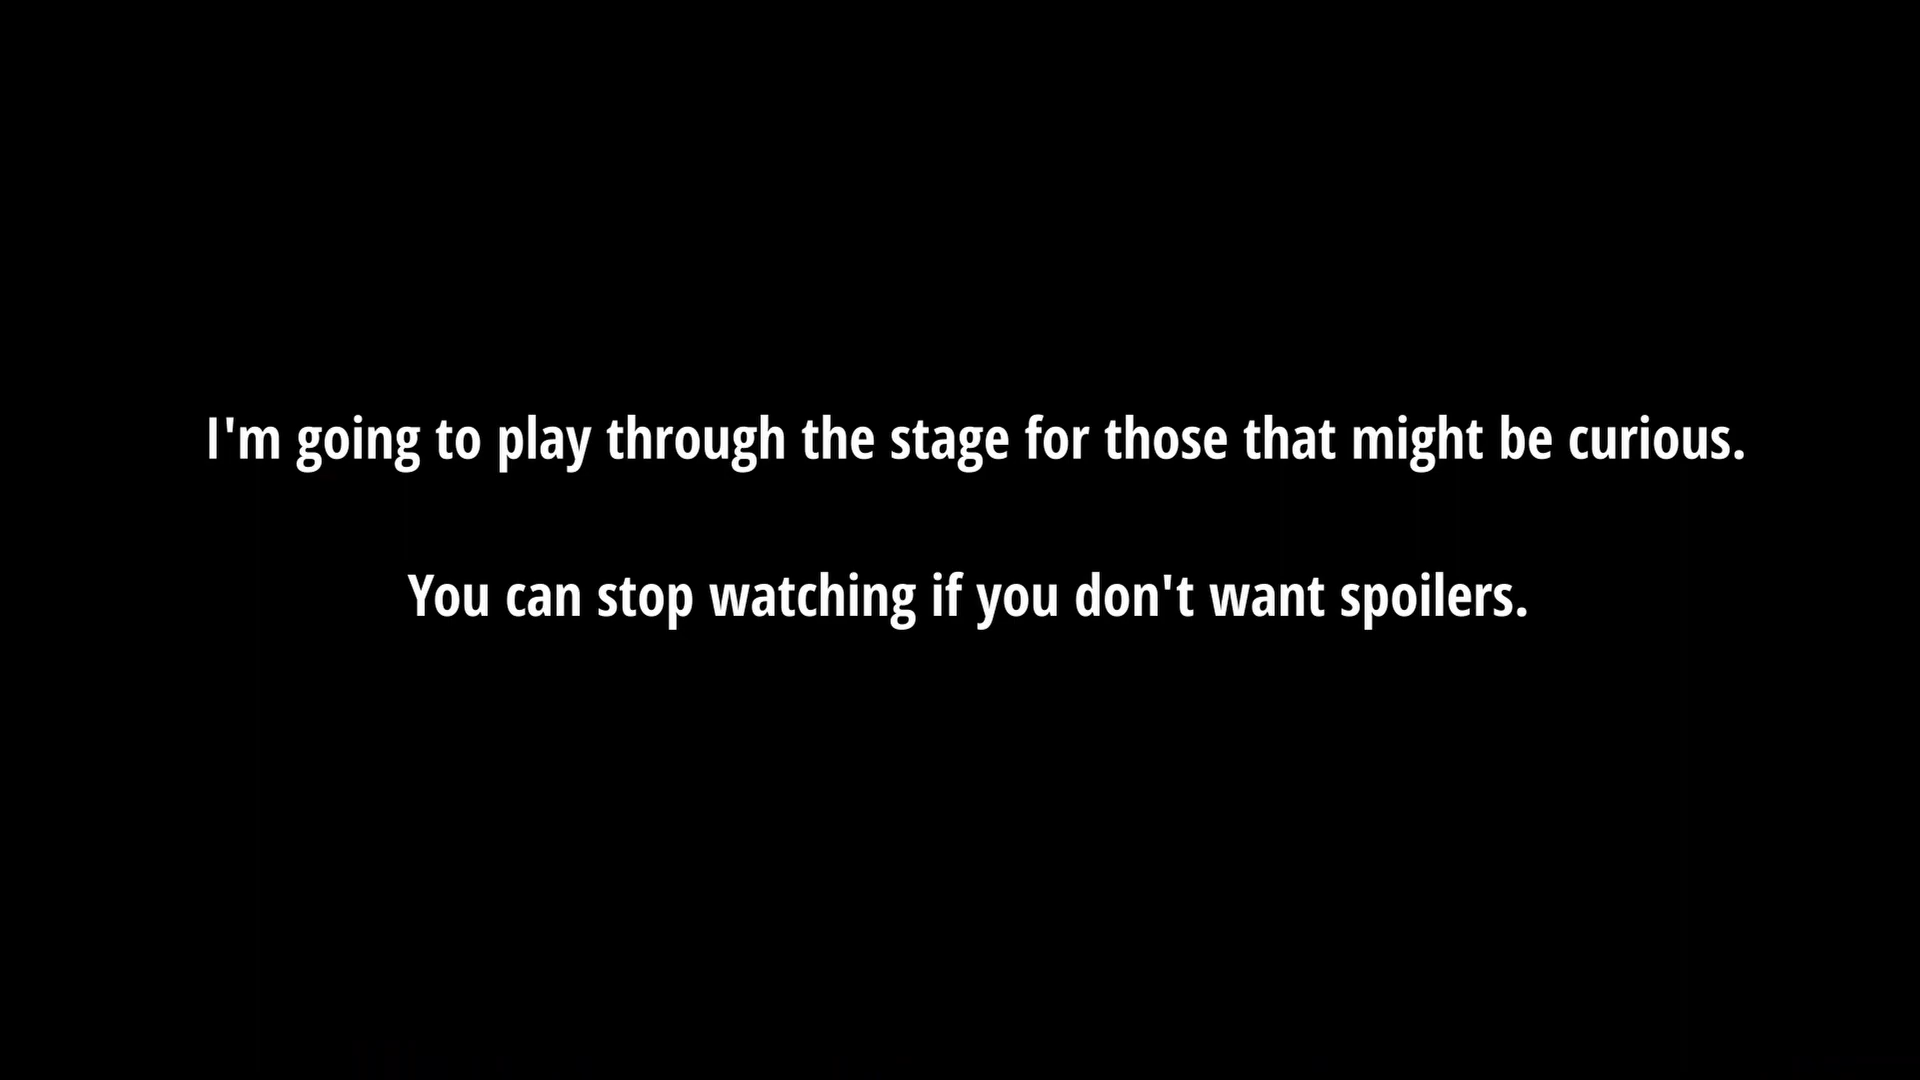 I'm going to play through the stage for those that might be curious.
You can stop watching if you don't want spoilers.